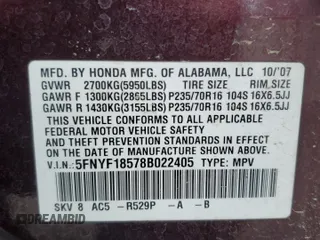 MFD. BY HONDA MFG. OF ALABAMA, LLC 10/'07
GVWR 2700KG(5950LBS) TIRE SIZE RIM SIZE
GAWR F 1300KG(2865LBS) P235/70R16 104S 16X6.5JJ
GAWR R 1430KG(3155LBS) P235/70R16 104S 16X6.5JJ
THIS VEHICLE CONFORMS TO ALL APPLICABLE
FEDERAL MOTOR VEHICLE SAFETY
STANDARDS IN EFFECT ON THE DATE OF
MANUFACTURE SHOWN ABOVE.
V.I.N.: 5FNYF18578B022405 TYPE: MPV
SKV 8 AC5 -R529P -A -B
DREAMBID